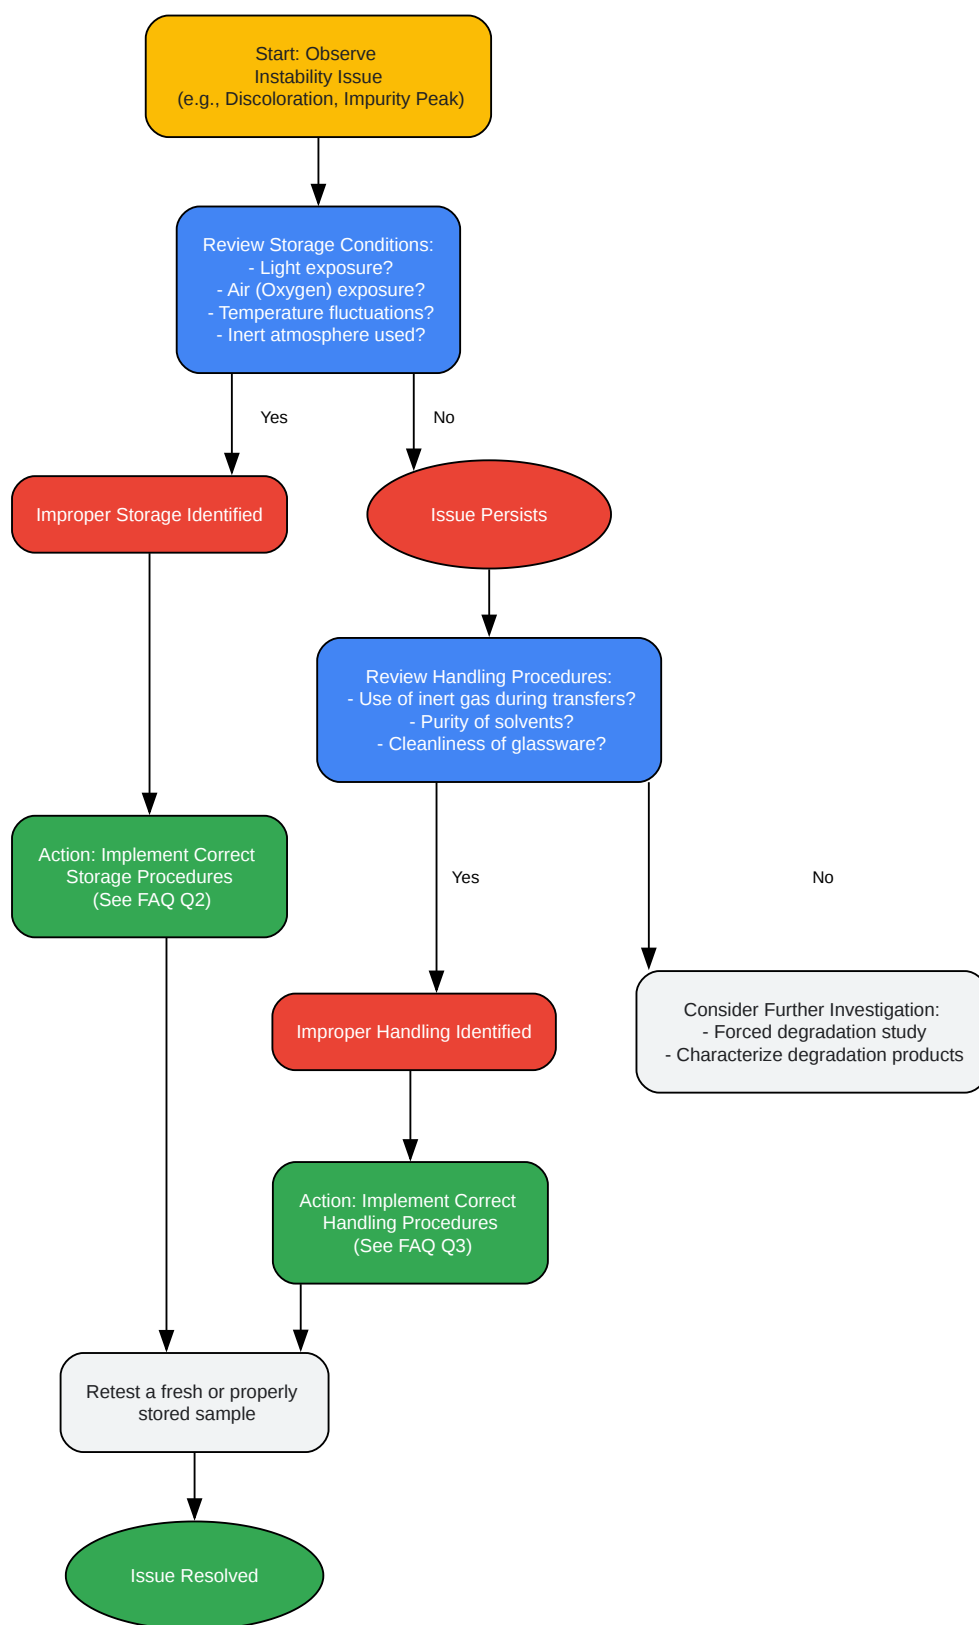 Start: Observe
Instability Issue
(e.g., Discoloration, Impurity Peak)
Review Storage Conditions:
- Light exposure?
- Air (Oxygen) exposure?
- Temperature fluctuations?
- Inert atmosphere used?
Yes
No
Improper Storage Identified
Issue Persists
Review Handling Procedures:
- Use of inert gas during transfers?
- Purity of solvents?
- Cleanliness of glassware?
Action: Implement Correct
Storage Procedures
(See FAQ Q2)
Yes
No
Improper Handling Identified
Consider Further Investigation:
- Forced degradation study
- Characterize degradation products
Action: Implement Correct
Handling Procedures
(See FAQ Q3)
Retest a fresh or properly
stored sample
Issue Resolved